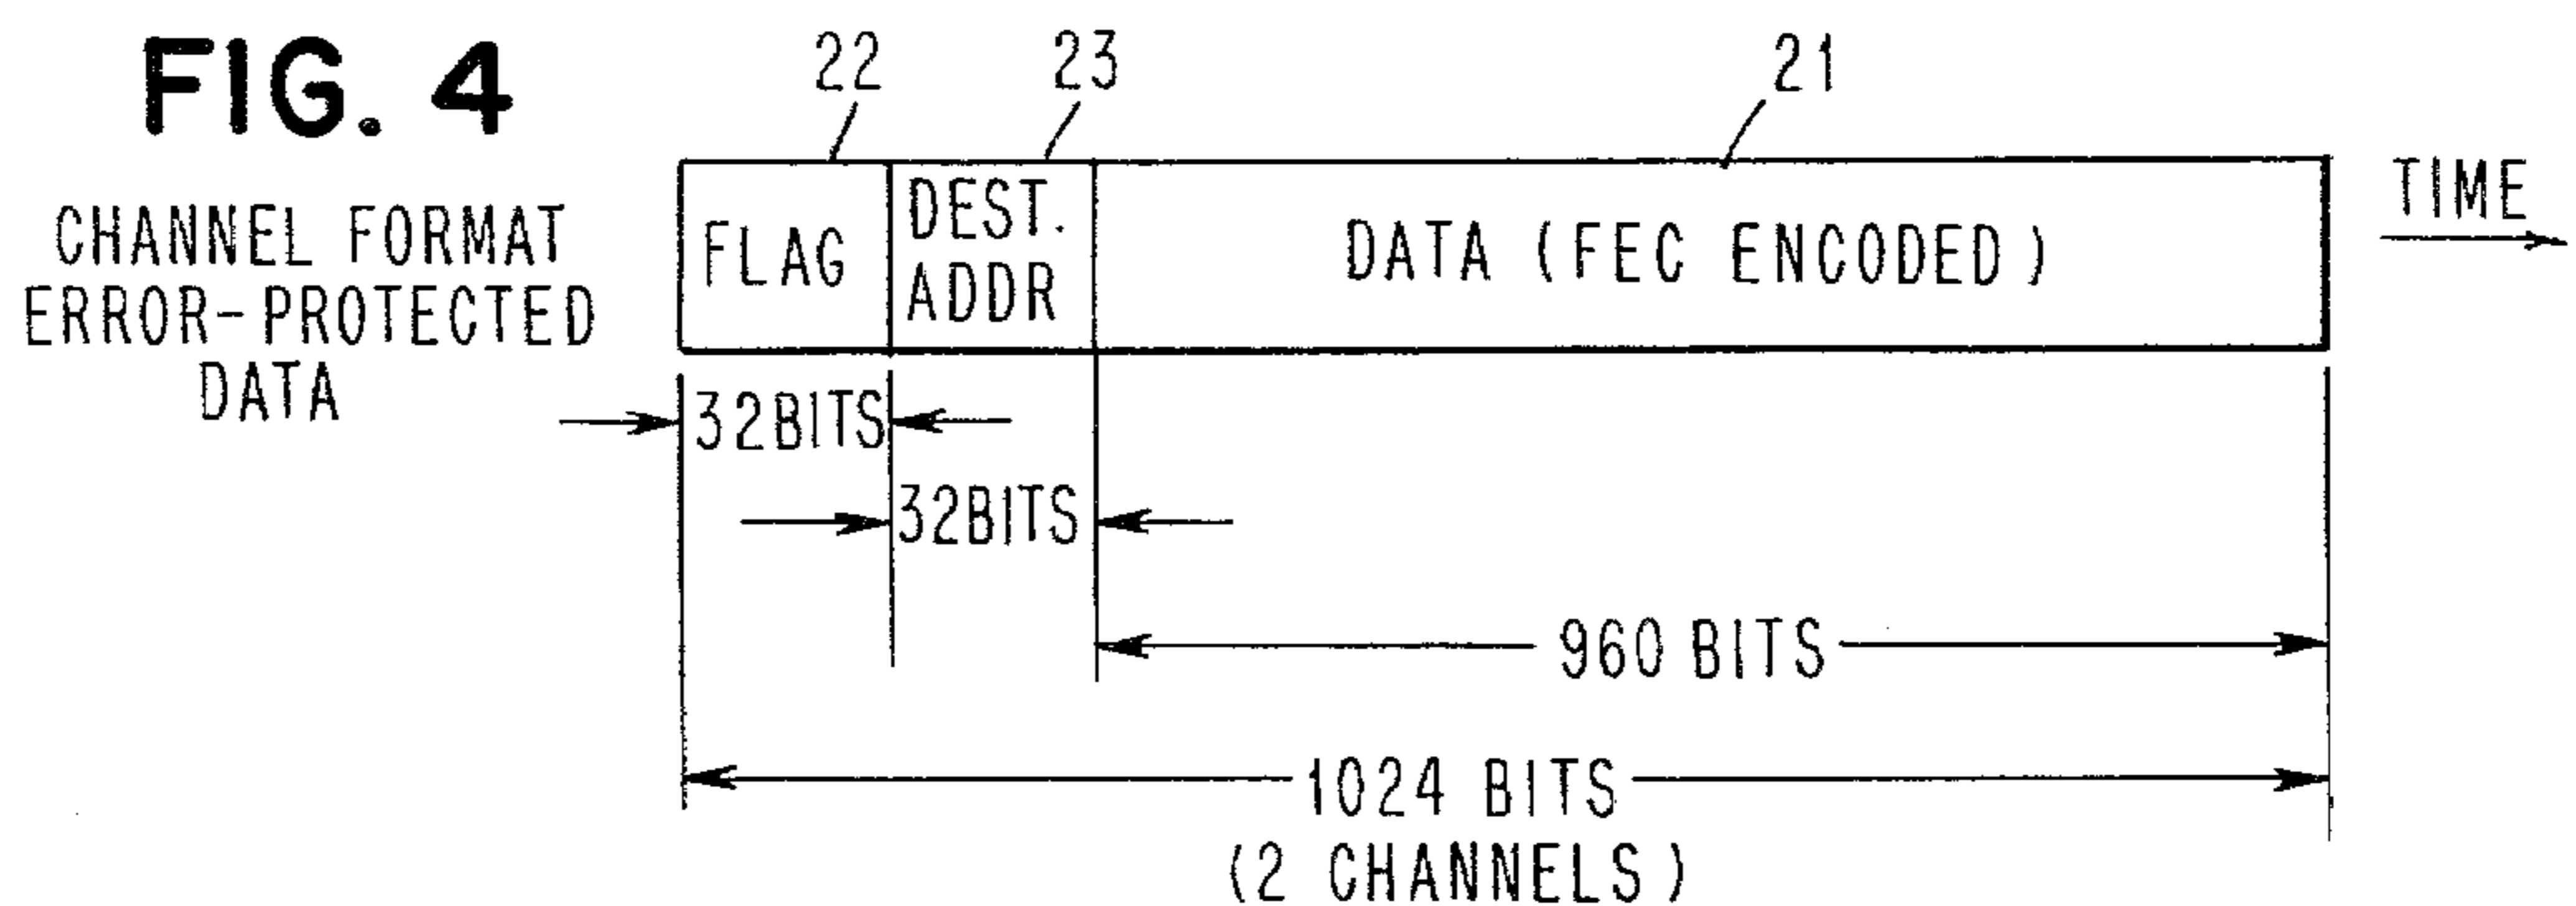 FIG. 4
CHANNEL FORMAT
ERROR-PROTECTED
DATA
22
23
21
FLAG
DEST.
ADDR
DATA (FEC ENCODED)
TIME
32BITS
32BITS
960 BITS
1024 BITS
(2 CHANNELS)